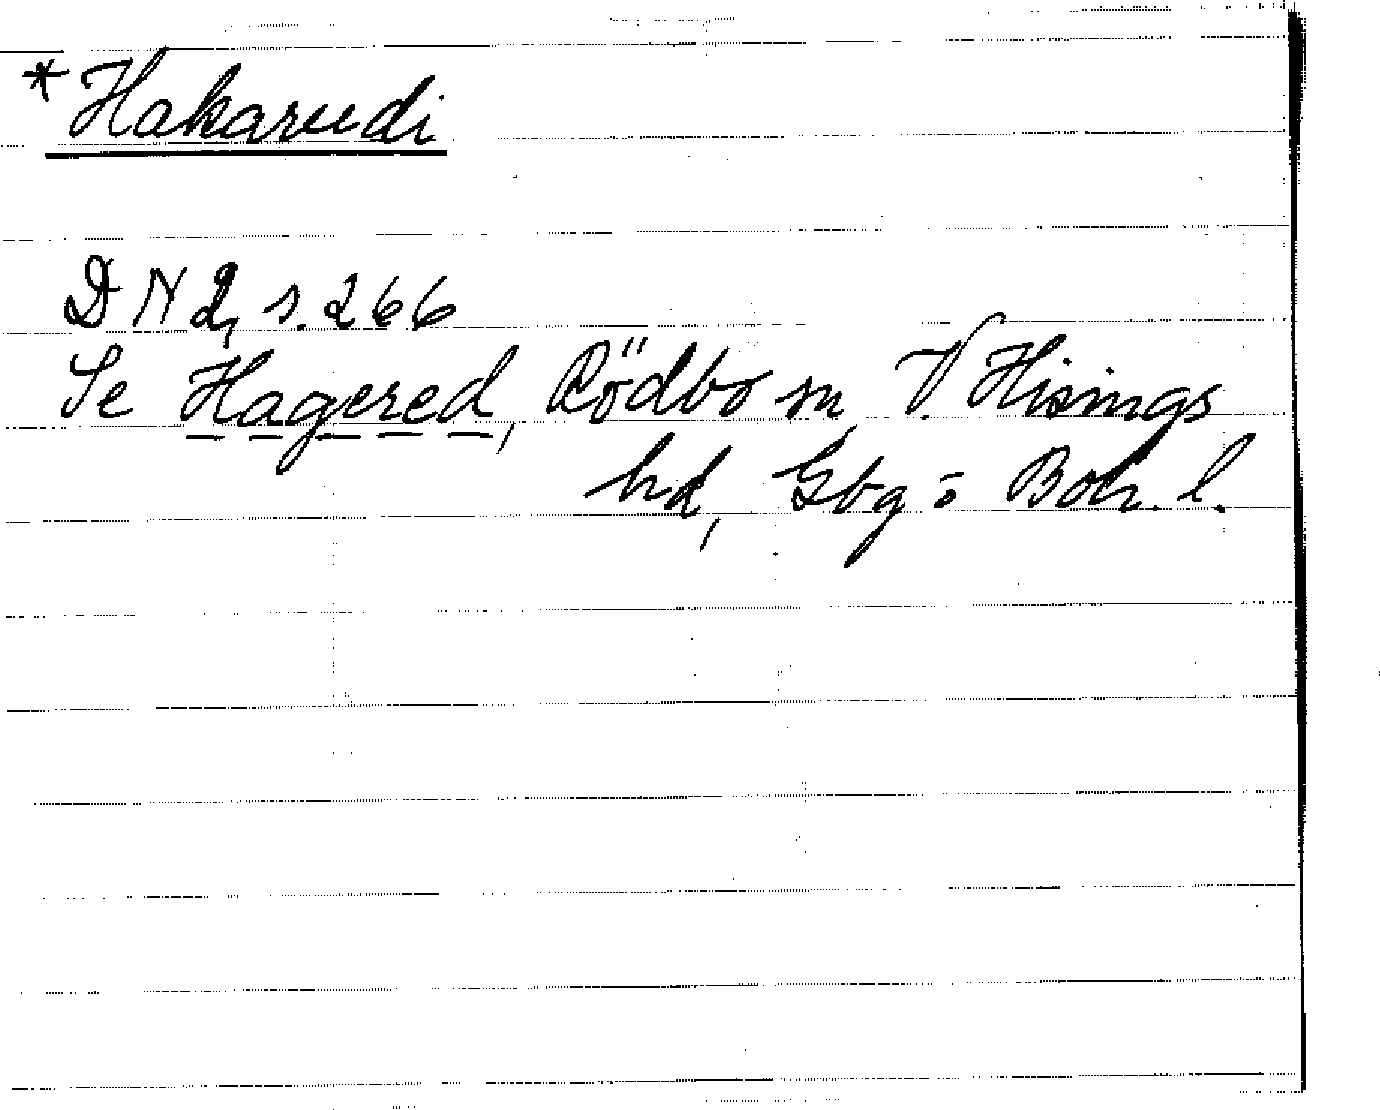 *Hakarudi
DN 2, s. 266
Se Hagered, Rödbo sn V. Hisings
hd, Gbg o Boh. l.